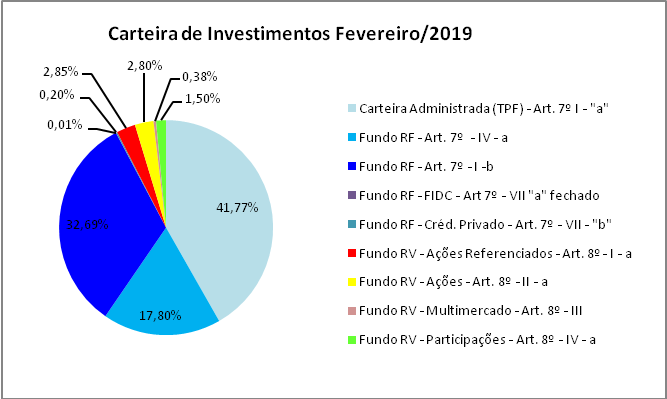 Carteira de Investimentos Fevereiro/2019
2,80%
0,38%
2,85%
1,50%
0,20%
0,01%
41,77%
32,69%
17,80%
Carteira Administrada (TPF) - Art. 7º I - "a"
Fundo RF - Art. 7º - IV - a
Fundo RF - Art. 7º - I -b
Fundo RF - FIDC - Art 7º - VII "a" fechado
Fundo RF - Créd. Privado - Art. 7º - VII - "b"
Fundo RV - Ações Referenciados - Art. 8º - I - a
Fundo RV - Ações - Art. 8º - II - a
Fundo RV - Multimercado - Art. 8º - III
Fundo RV - Participações - Art. 8º - IV - a